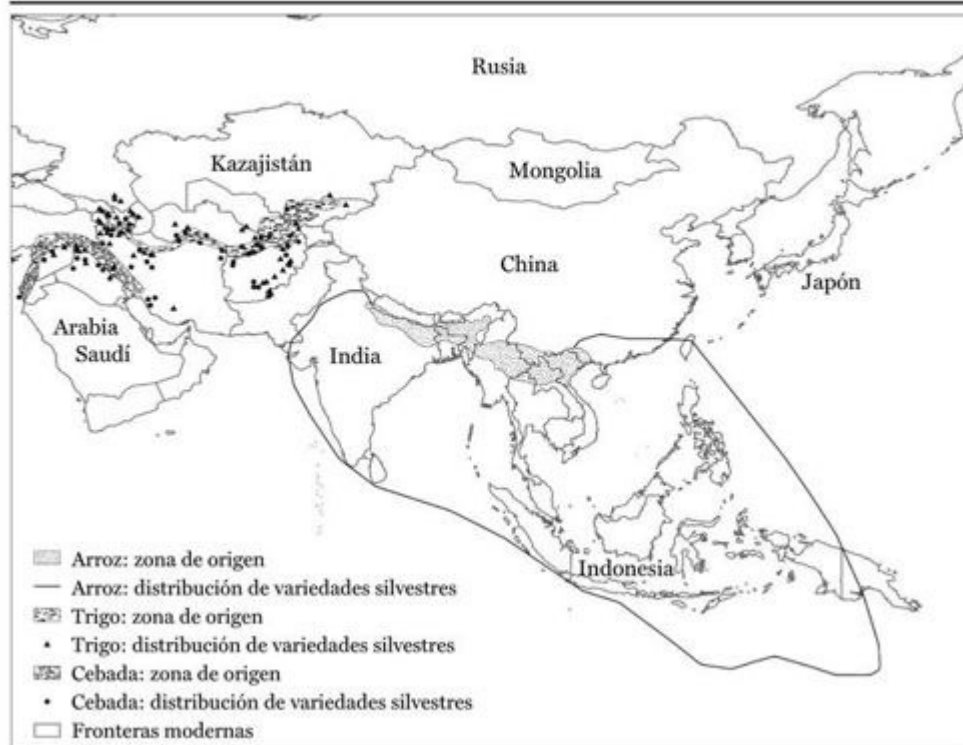 Rusia
Kazajistán
Mongolia
China
Japón
Arabia
Saudí
India
Indonesia
Arroz: zona de origen
Arroz: distribución de variedades silvestres
Trigo: zona de origen
Trigo: distribución de variedades silvestres
Cebada: zona de origen
Cebada: distribución de variedades silvestres
Fronteras modernas